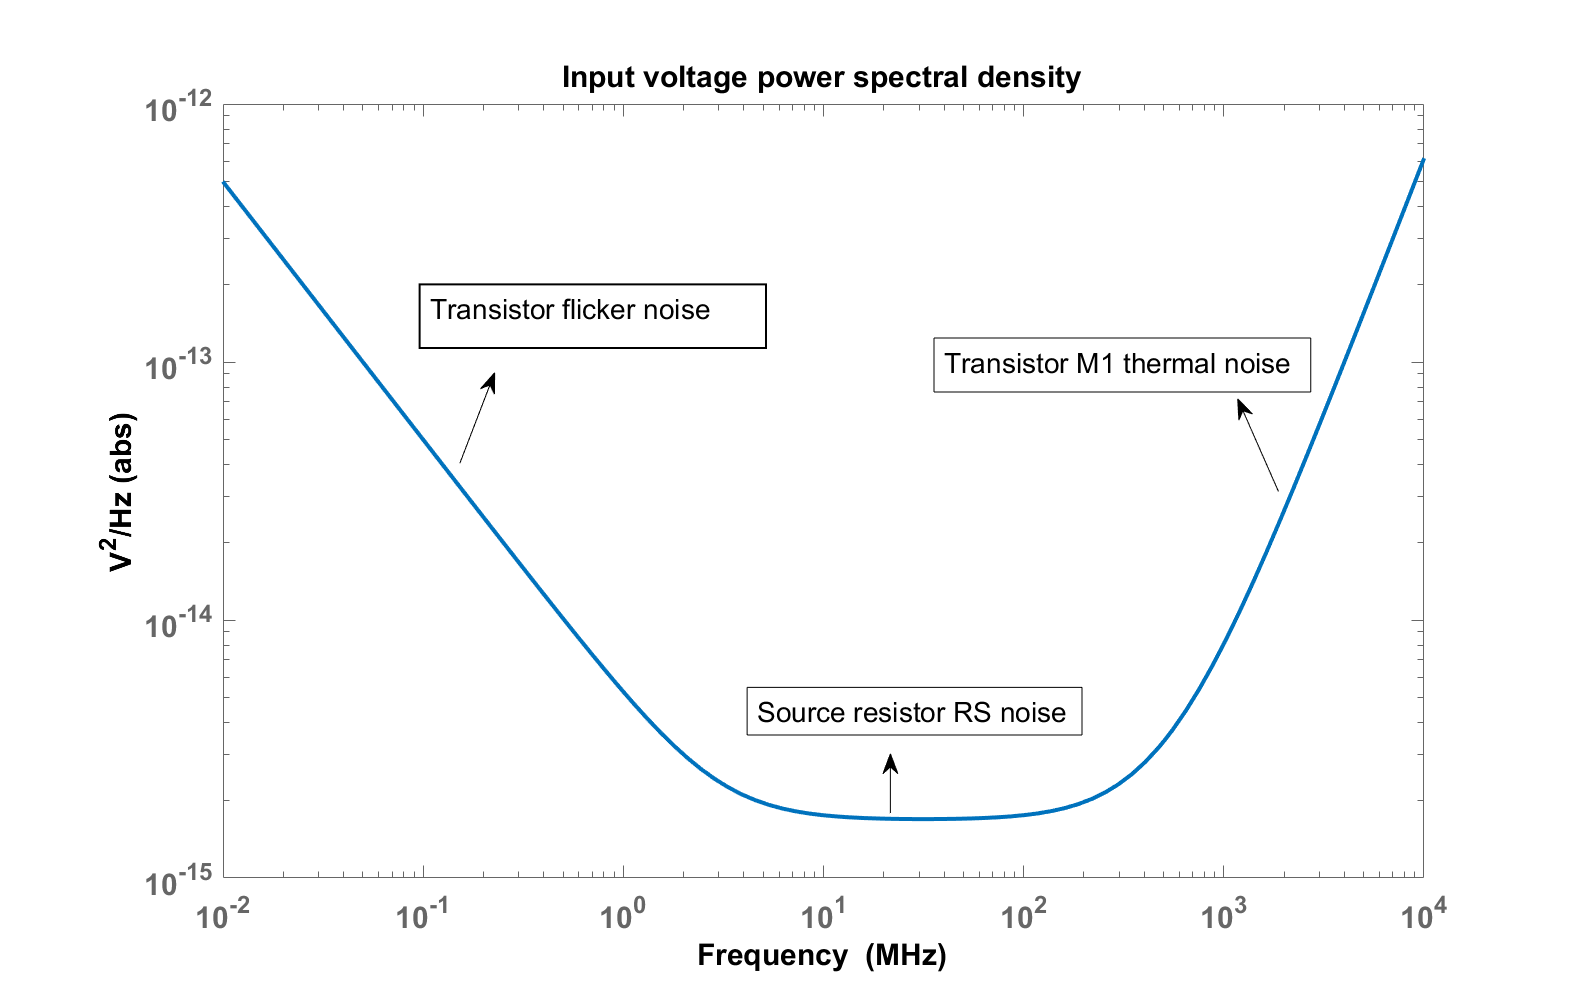 Input voltage power spectral density
10^-12
10^-13
10^-14
10^-15
V^2/Hz (abs)
Transistor flicker noise
Transistor M1 thermal noise
Source resistor RS noise
10^-2 10^-1 10^0 10^1 10^2 10^3 10^4
Frequency (MHz)